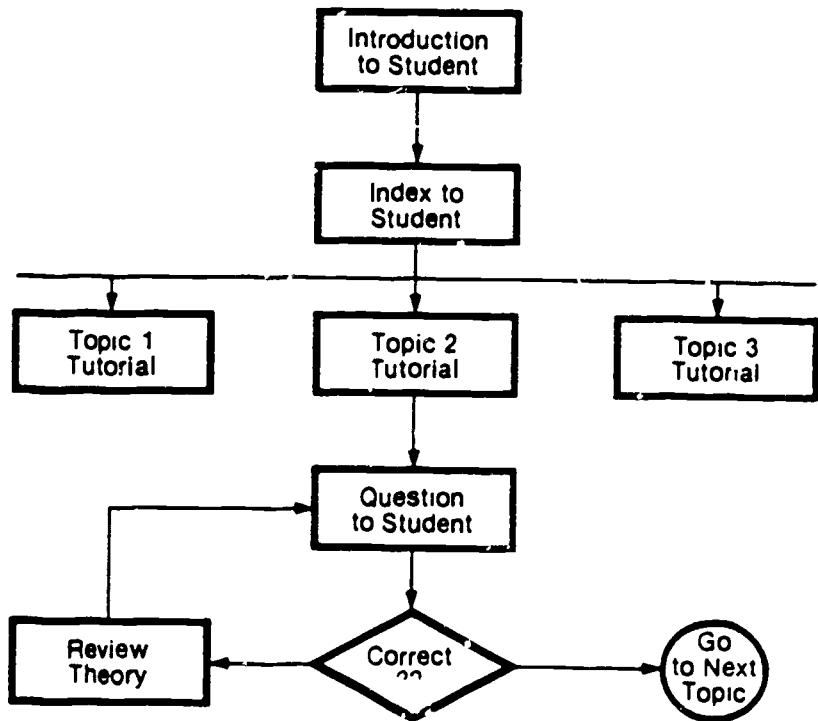 Introduction
to Student
Index to
Student
Topic 1
Tutorial
Topic 2
Tutorial
Topic 3
Tutorial
Question
to Student
Review
Theory
Correct
??
Go
to Next
Topic